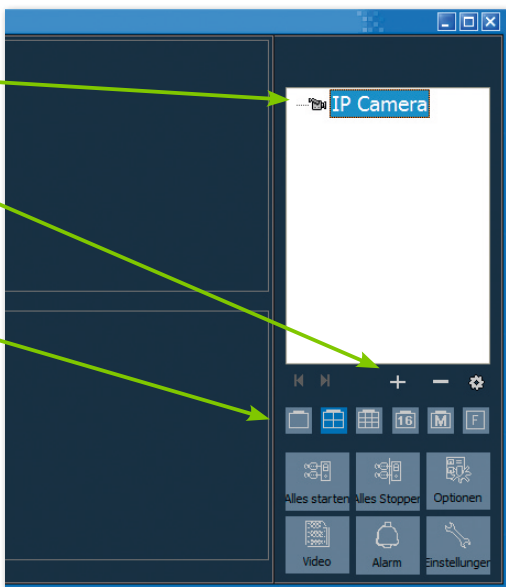 IP Camera
16 M F
Alles starten Alles Stoppen Optionen
Video Alarm Einstellungen